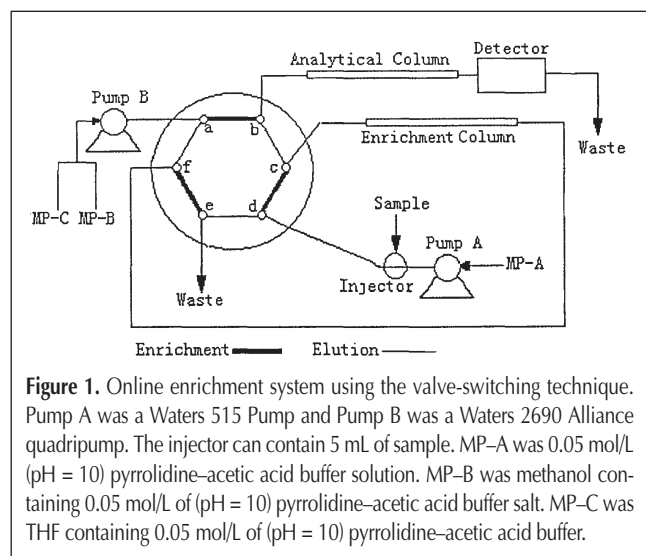 Analytical Column
Detector
Pump B
a
b
Enrichment Column
Waste
f
c
MP-C
MP-B
e
d
Sample
Pump A
MP-A
Injector
Waste
Enrichment
Elution
Figure 1. Online enrichment system using the valve-switching technique.
Pump A was a Waters 515 Pump and Pump B was a Waters 2690 Alliance
quadripump. The injector can contain 5 mL of sample. MP–A was 0.05 mol/L
(pH = 10) pyrrolidine–acetic acid buffer solution. MP–B was methanol con-
taining 0.05 mol/L of (pH = 10) pyrrolidine–acetic acid buffer salt. MP–C was
THF containing 0.05 mol/L of (pH = 10) pyrrolidine–acetic acid buffer.